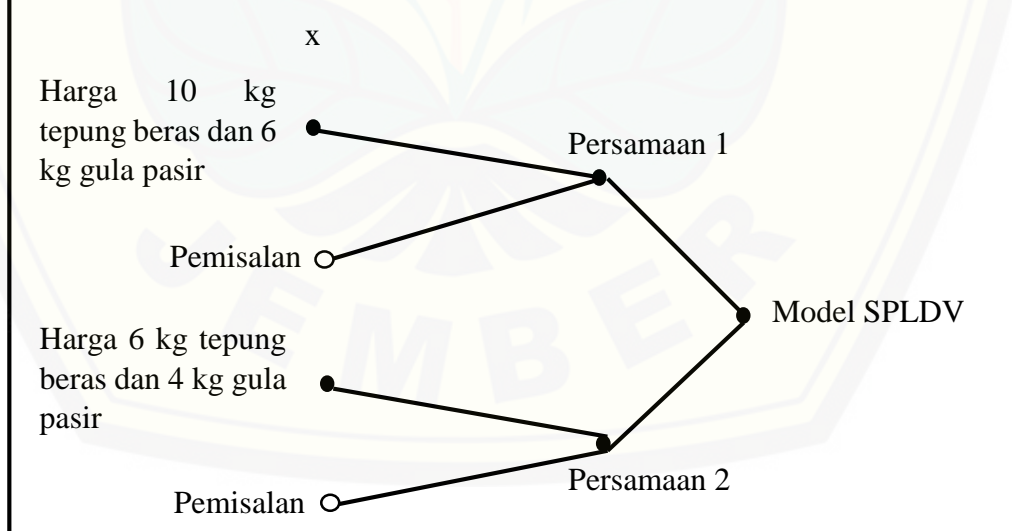 x
Harga 10 kg
tepung beras dan 6
kg gula pasir
Persamaan 1
Pemisalan
Model SPLDV
Harga 6 kg tepung
beras dan 4 kg gula
pasir
Persamaan 2
Pemisalan
JEMBER